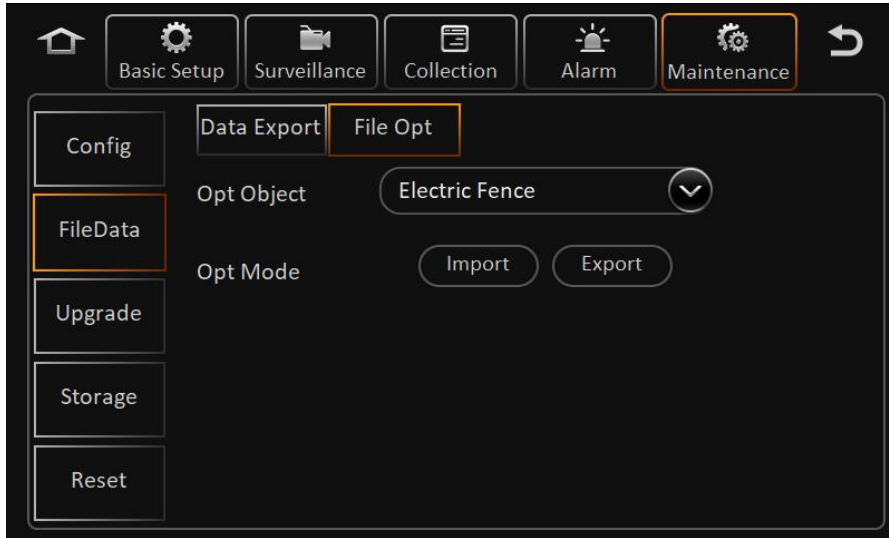 Basic Setup Surveillance Collection Alarm Maintenance
Config
FileData
Upgrade
Storage
Reset
Data Export File Opt
Opt Object Electric Fence
Opt Mode Import Export